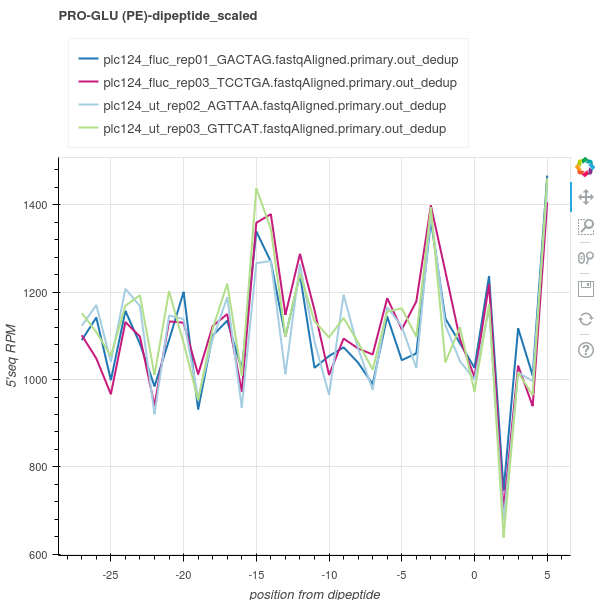 PRO-GLU (PE)-dipeptide_scaled
plc124_fluc_rep01_GACTAG.fastqAligned.primary.out_dedup
plc124_fluc_rep03_TCCTGA.fastqAligned.primary.out_dedup
plc124_ut_rep02_AGTTAA.fastqAligned.primary.out_dedup
plc124_ut_rep03_GTTCAT.fastqAligned.primary.out_dedup
1400
1200
1000
800
600
5'seq RPM
-25 -20 -15 -10 -5 0 5
position from dipeptide